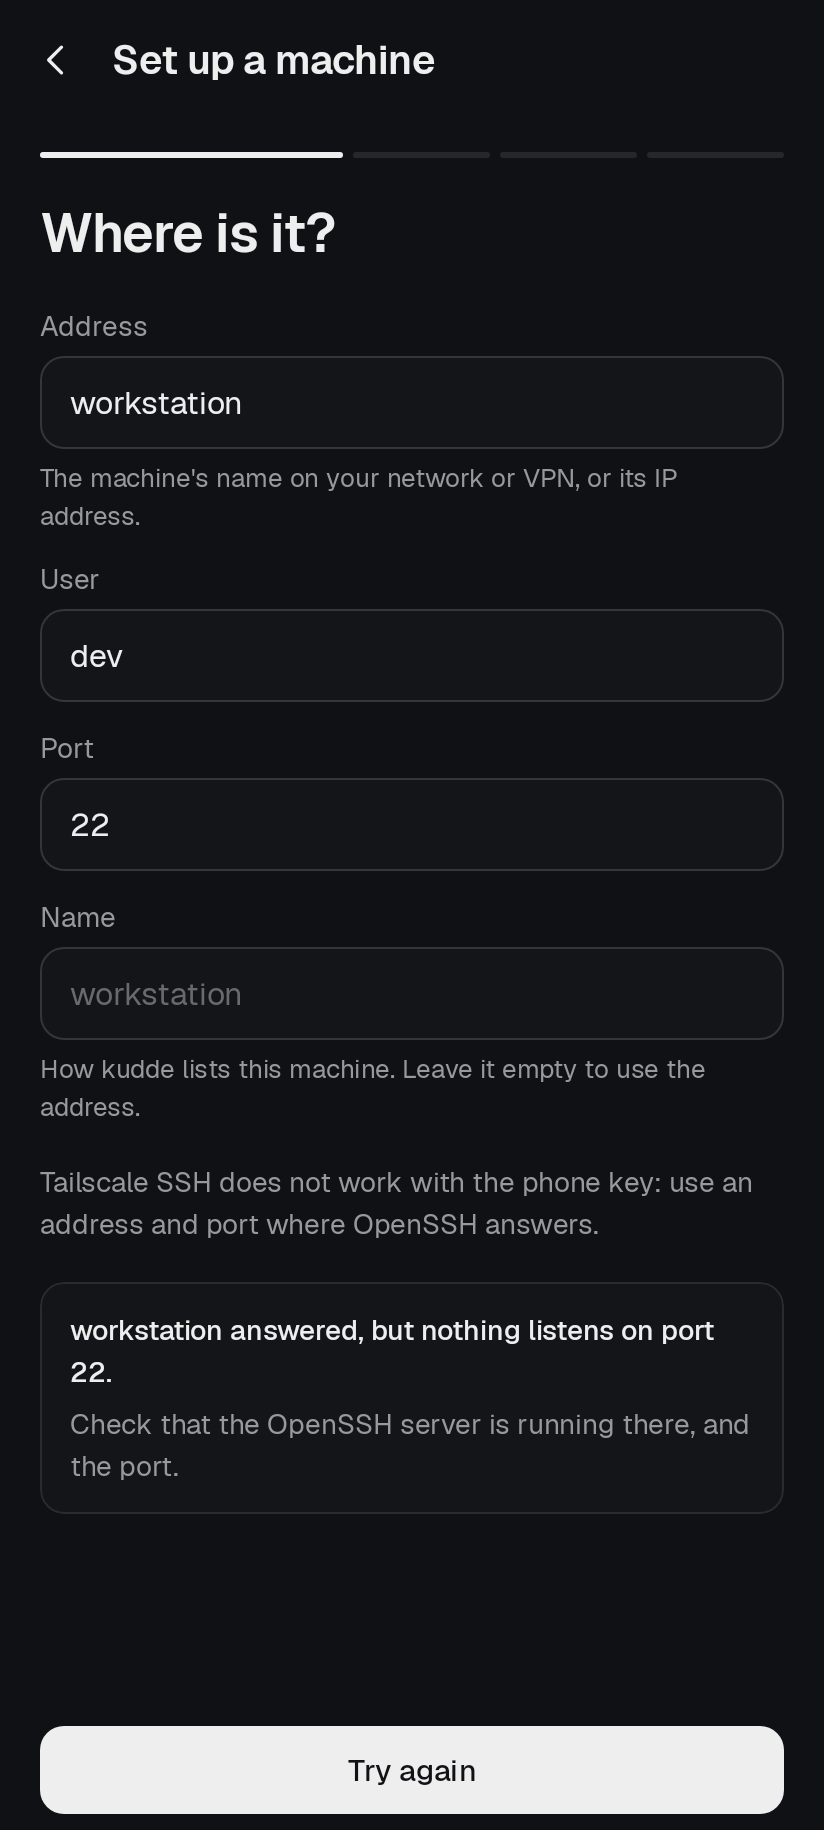 Set up a machine
Where is it?
Address
workstation
The machine's name on your network or VPN, or its IP
address.
User
dev
Port
22
Name
workstation
How kudde lists this machine. Leave it empty to use the
address.
Tailscale SSH does not work with the phone key: use an
address and port where OpenSSH answers.
workstation answered, but nothing listens on port
22.
Check that the OpenSSH server is running there, and
the port.
Try again